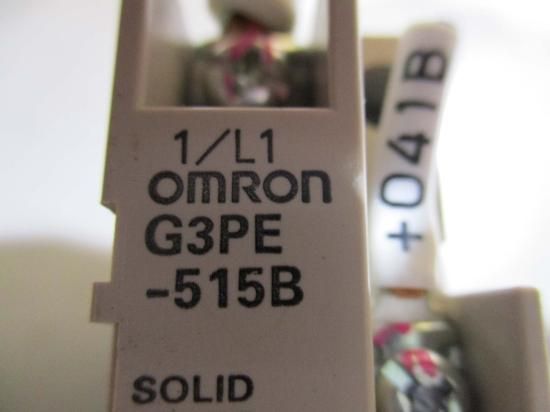 1/L1
OMRON
G3PE
-515B
SOLID
+041B